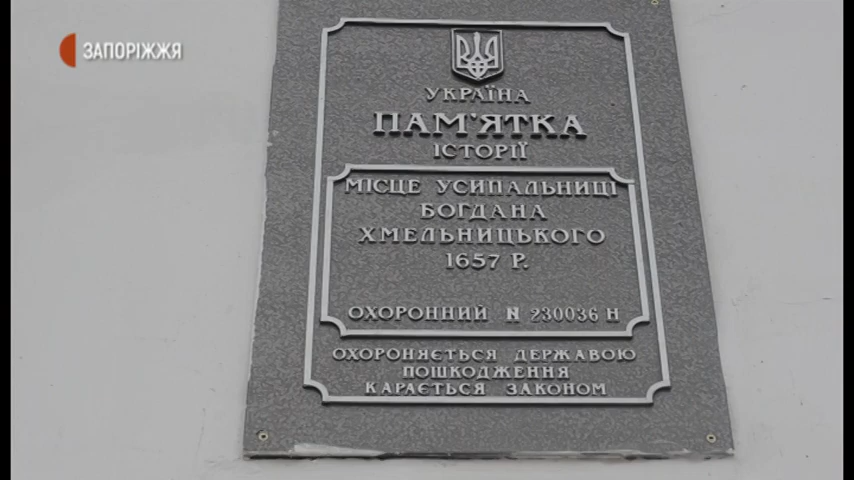 ЗАПОРІЖЖЯ
УКРАЇНА
ПАМ'ЯТКА
ІСТОРІЇ
МІСЦЕ УСИПАЛЬНИЦІ
БОГДАНА
ХМЕЛЬНИЦЬКОГО
1657 Р.
ОХОРОННИЙ N 230036 Н
ОХОРОНЯЄТЬСЯ ДЕРЖАВОЮ
ПОШКОДЖЕННЯ
КАРАЄТЬСЯ ЗАКОНОМ